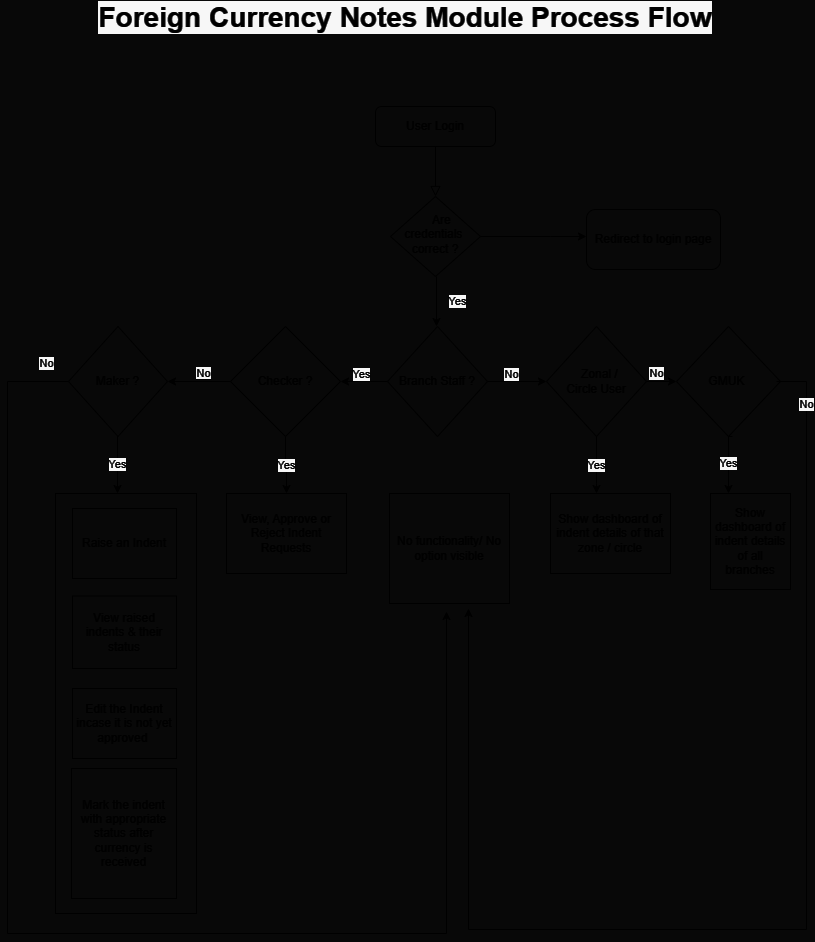 Foreign Currency Notes Module Process Flow
User Login
Are
credentials
correct ?
Redirect to login page
Yes
No
Maker ?
No
Checker ?
Yes
Branch Staff ?
No
Zonal /
Circle User
No
GMUK
No
Yes
Yes
Yes
Yes
Raise an Indent
View raised
indents & their
status
Edit the Indent
incase it is not yet
approved
Mark the indent
with appropriate
status after
currency is
received
View, Approve or
Reject Indent
Requests
No functionality/ No
option visible
Show dashboard of
indent details of that
zone / circle
Show
dashboard of
indent details
of all
branches